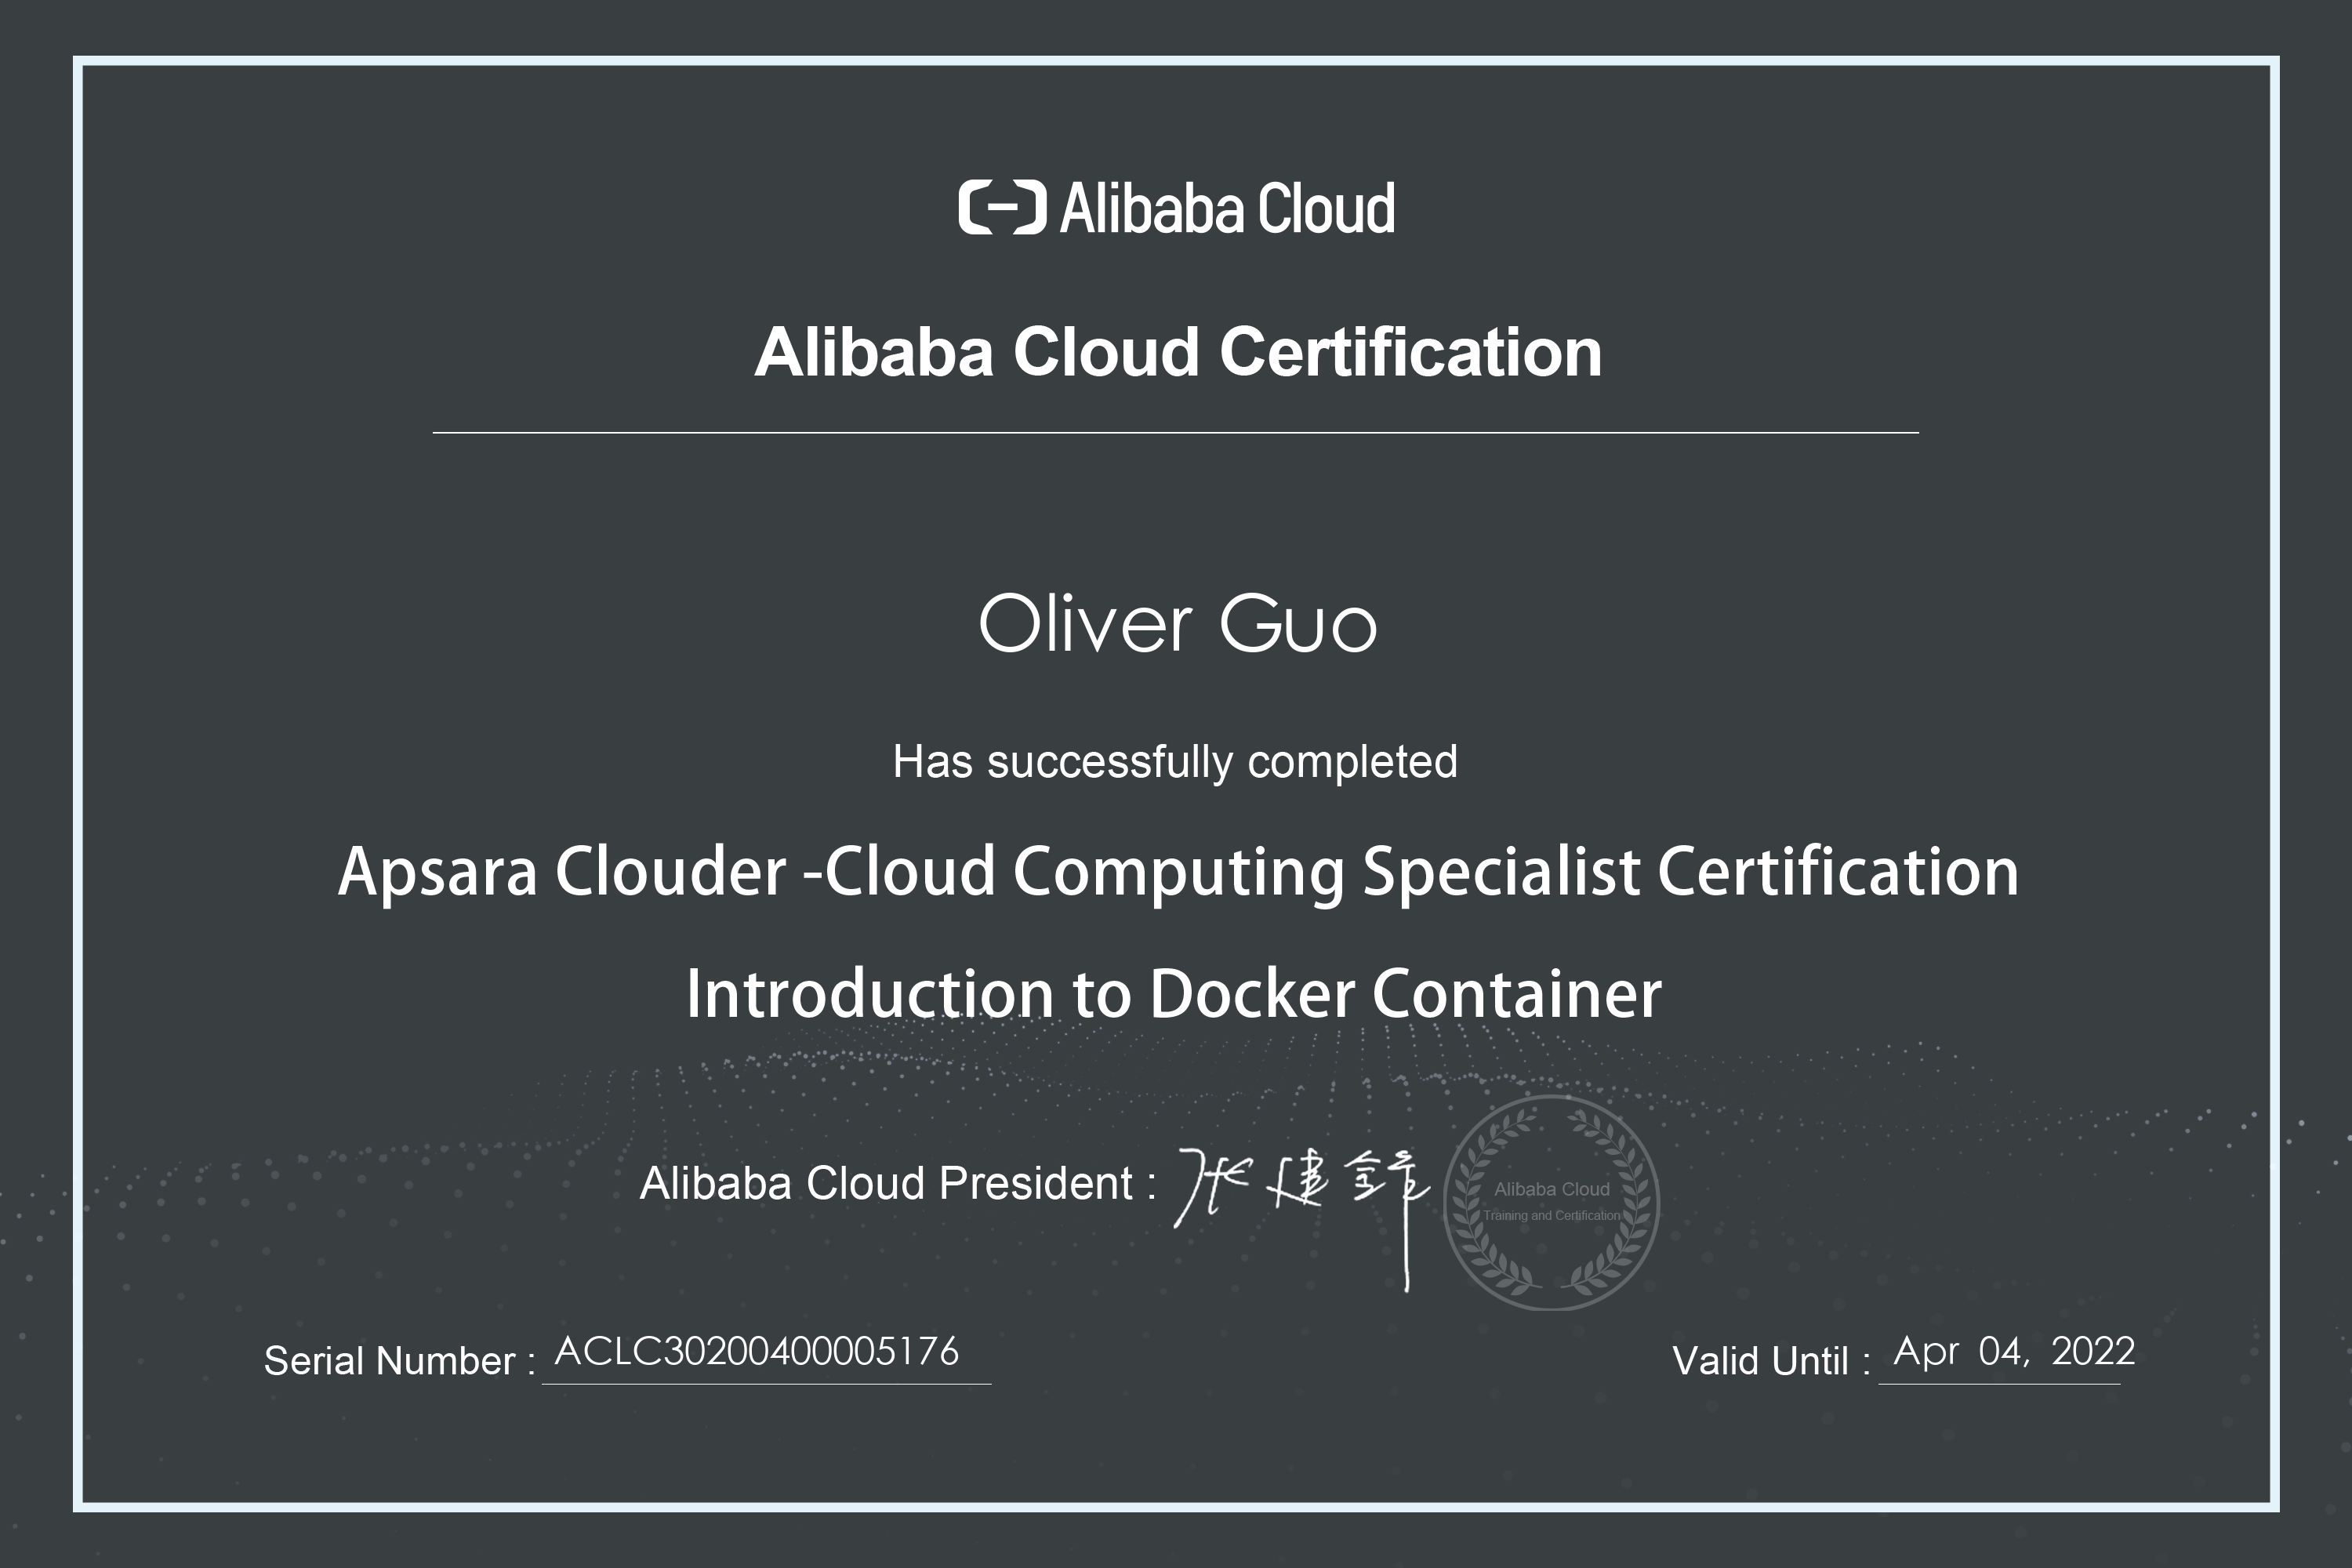 Alibaba Cloud
Alibaba Cloud Certification
Oliver Guo
Has successfully completed
Apsara Clouder -Cloud Computing Specialist Certification
Introduction to Docker Container
Alibaba Cloud President : 张建锋
Alibaba Cloud
Training and Certification
Serial Number : ACLC30200400005176
Valid Until : Apr 04, 2022